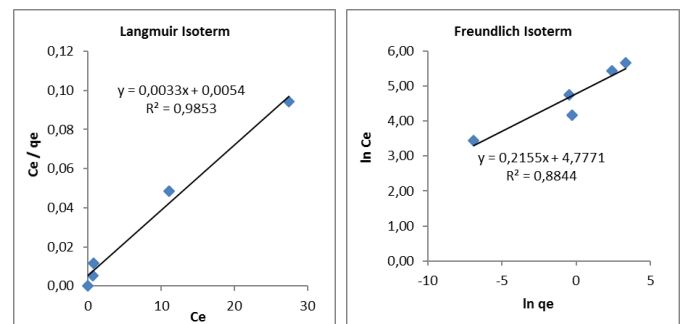 Langmuir Isoterm
0,12
0,10
0,08
0,06
0,04
0,02
0,00
Ce / qe
y = 0,0033x + 0,0054
R² = 0,9853
0
10
20
30
Ce
Freundlich Isoterm
6,00
5,00
4,00
3,00
2,00
1,00
0,00
ln Ce
y = 0,2155x + 4,7771
R² = 0,8844
-10
-5
0
5
ln qe